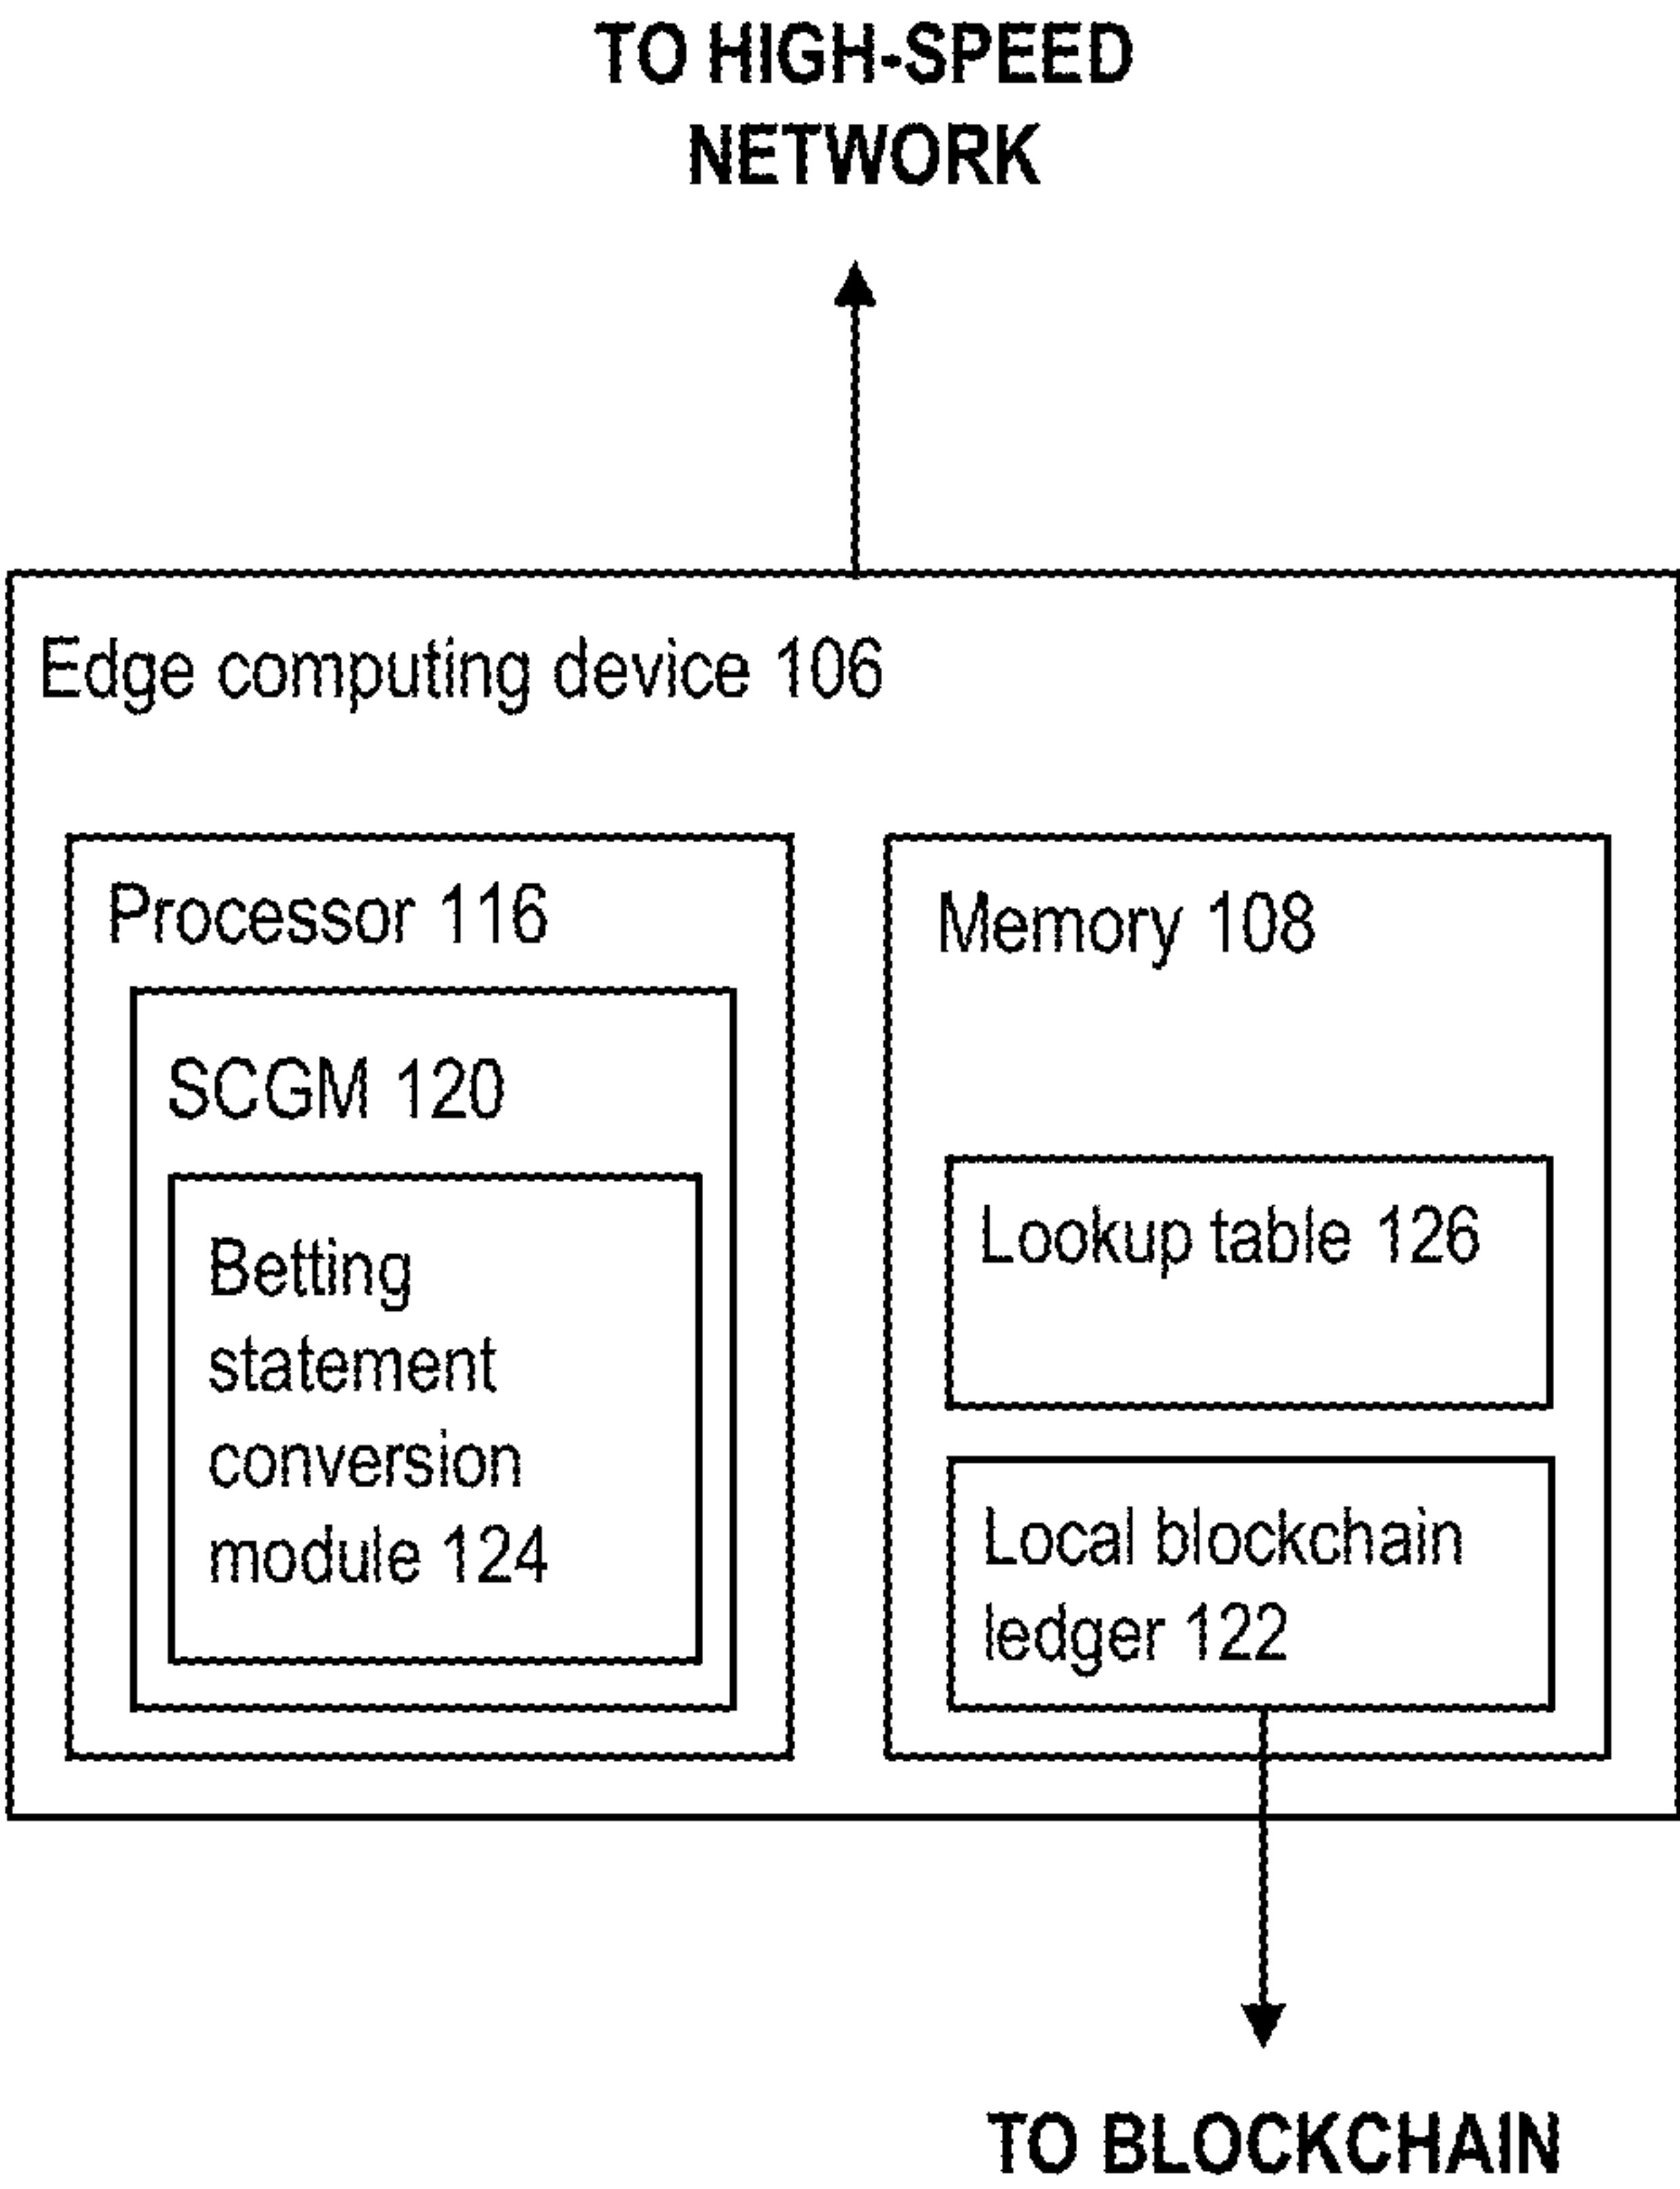 TO HIGH-SPEED
NETWORK
Edge computing device 106
Processor 116
SCGM 120
Betting
statement
conversion
module 124
Memory 108
Lookup table 126
Local blockchain
ledger 122
TO BLOCKCHAIN